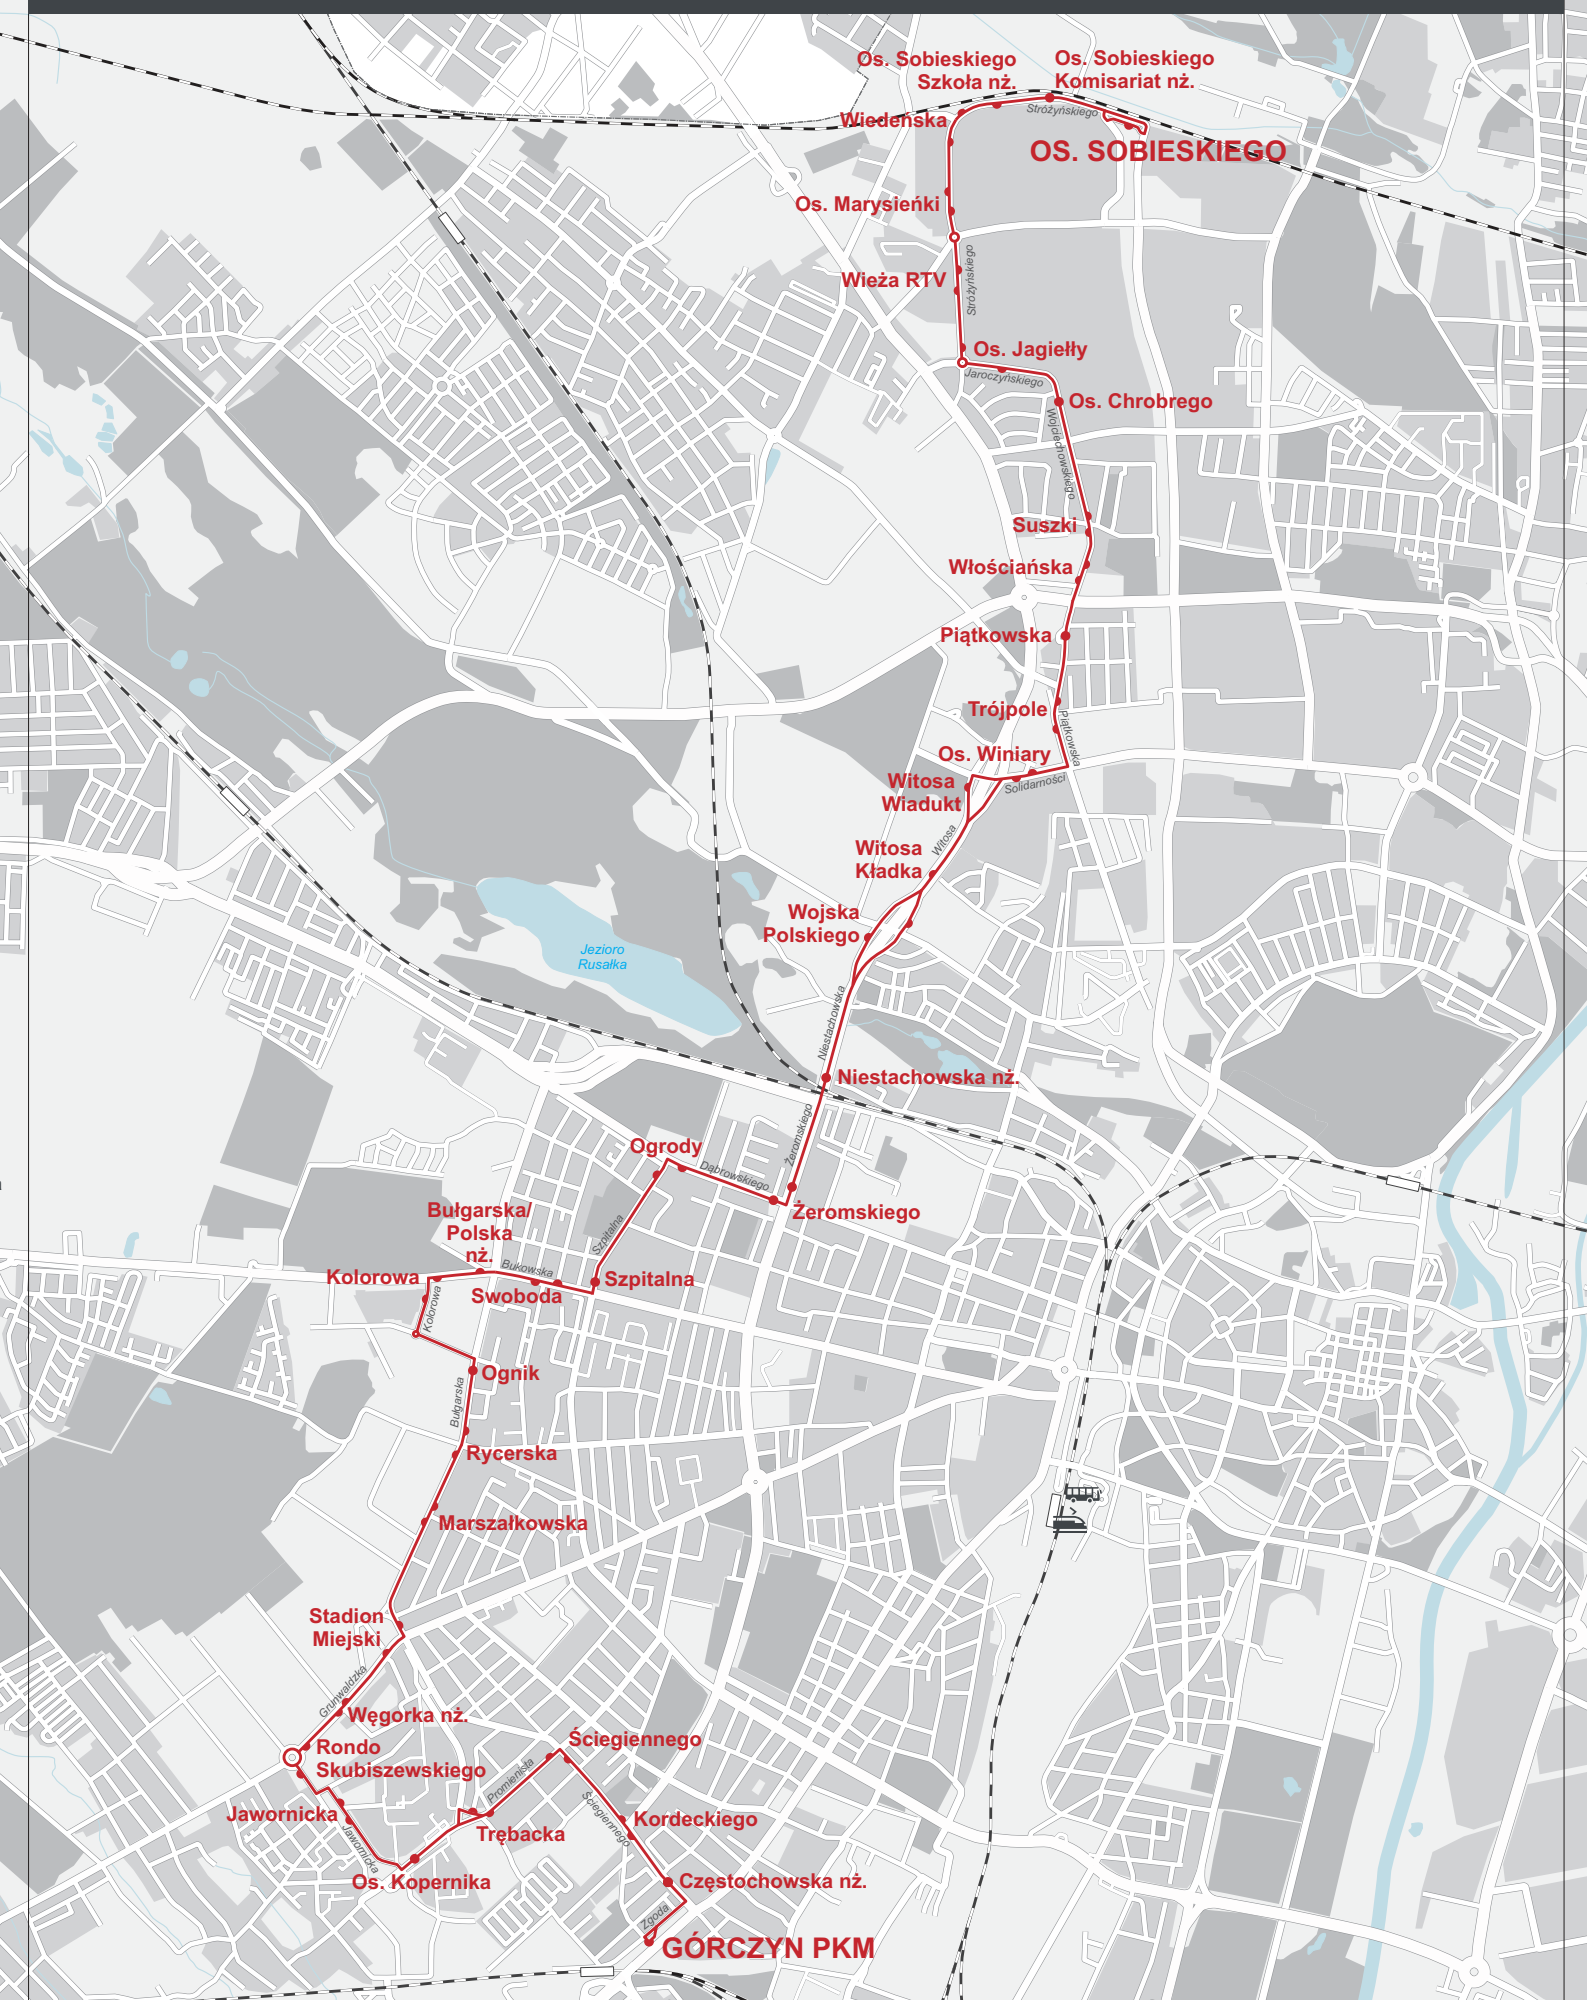 Os. Sobieskiego
Szkoła nż.
Os. Sobieskiego
Komisariat nż.
Stróżyńskiego
Wiedeńska
OS. SOBIESKIEGO
Os. Marysieńki
Stróżyńskiego
Wieża RTV
Os. Jagiełły
Jaroczyńskiego
Os. Chrobrego
Wojciechowskiego
Suszki
Włościańska
Piątkowska
Trójpole
Piątkowska
Os. Winiary
Witosa
Wiadukt
Solidarności
Witosa
Witosa
Kładka
Wojska
Polskiego
Jezioro
Rusałka
Niestachowska
Niestachowska nż.
Żeromskiego
Ogrody
Dąbrowskiego
Żeromskiego
Bułgarska/
Polska
nż.
Szpitalna
Bukowska
Kolorowa
Swoboda
Szpitalna
Kolorowa
Ognik
Bułgarska
Rycerska
Marszałkowska
Stadion
Miejski
Grunwaldzka
Węgorka nż.
Rondo
Skubiszewskiego
Ściegiennego
Promienista
Jawornicka
Jawornicka
Trębacka
Ściegiennego
Kordeckiego
Os. Kopernika
Częstochowska nż.
Zgoda
GÓRCZYN PKM